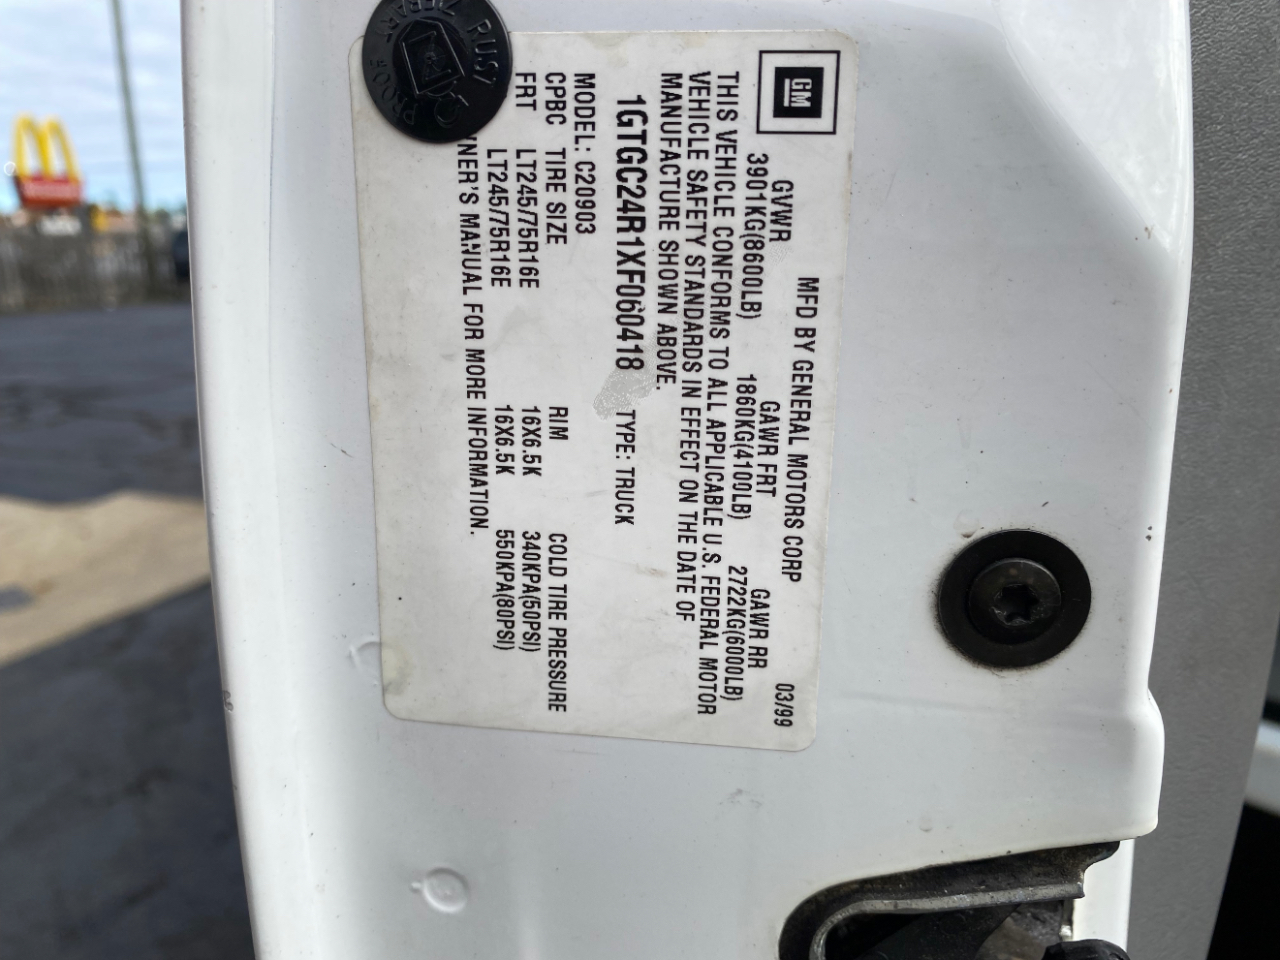 GM
MFD BY GENERAL MOTORS CORP 03/99
GVWR GAWR FRT GAWR RR
3901KG(8600LB) 1860KG(4100LB) 2722KG(6000LB)
THIS VEHICLE CONFORMS TO ALL APPLICABLE U.S. FEDERAL MOTOR
VEHICLE SAFETY STANDARDS IN EFFECT ON THE DATE OF
MANUFACTURE SHOWN ABOVE.
1GTGC24R1XF060418 TYPE: TRUCK
MODEL: C20903
CPBC TIRE SIZE RIM COLD TIRE PRESSURE
FRT LT245/75R16E 16X6.5K 340KPA(50PSI)
LT245/75R16E 16X6.5K 550KPA(80PSI)
NER'S MANUAL FOR MORE INFORMATION.
ZIEBART
RUST
PROOF
McDonald's